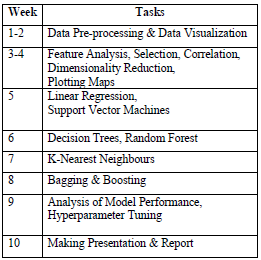 Week Tasks
1-2 Data Pre-processing & Data Visualization
3-4 Feature Analysis, Selection, Correlation,
Dimensionality Reduction,
Plotting Maps
5 Linear Regression,
Support Vector Machines
6 Decision Trees, Random Forest
7 K-Nearest Neighbours
8 Bagging & Boosting
9 Analysis of Model Performance,
Hyperparameter Tuning
10 Making Presentation & Report